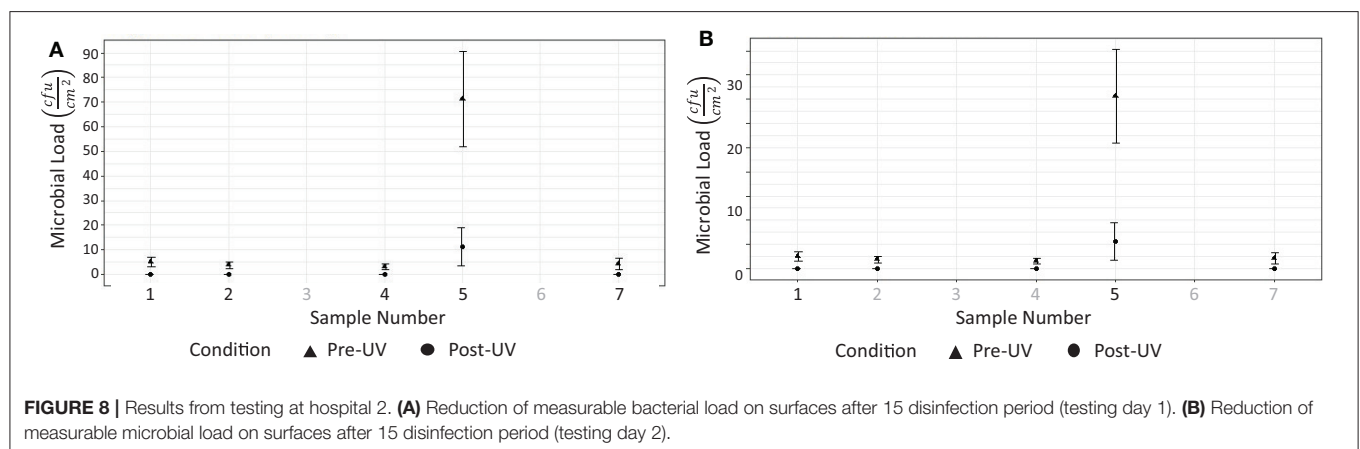 A
Microbial Load (cfu/cm²)
90
80
70
60
50
40
30
20
10
0
1 2 3 4 5 6 7
Sample Number
Condition ▲ Pre-UV ● Post-UV
B
Microbial Load (cfu/cm²)
30
20
10
0
1 2 3 4 5 6 7
Sample Number
Condition ▲ Pre-UV ● Post-UV
FIGURE 8 | Results from testing at hospital 2. (A) Reduction of measurable bacterial load on surfaces after 15 disinfection period (testing day 1). (B) Reduction of
measurable microbial load on surfaces after 15 disinfection period (testing day 2).